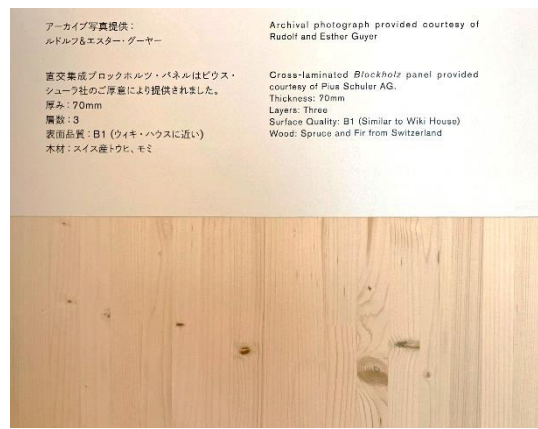 アーカイブ写真提供：
ルドルフ&エスター・グーヤー
直交集成ブロックホルツ・パネルはピウス・
シューラ社のご厚意により提供されました。
厚み：70mm
層数：3
表面品質：B1（ウィキ・ハウスに近い）
木材：スイス産トウヒ、モミ
Archival photograph provided courtesy of
Rudolf and Esther Guyer
Cross-laminated Blockholz panel provided
courtesy of Pius Schuler AG.
Thickness: 70mm
Layers: Three
Surface Quality: B1 (Similar to Wiki House)
Wood: Spruce and Fir from Switzerland